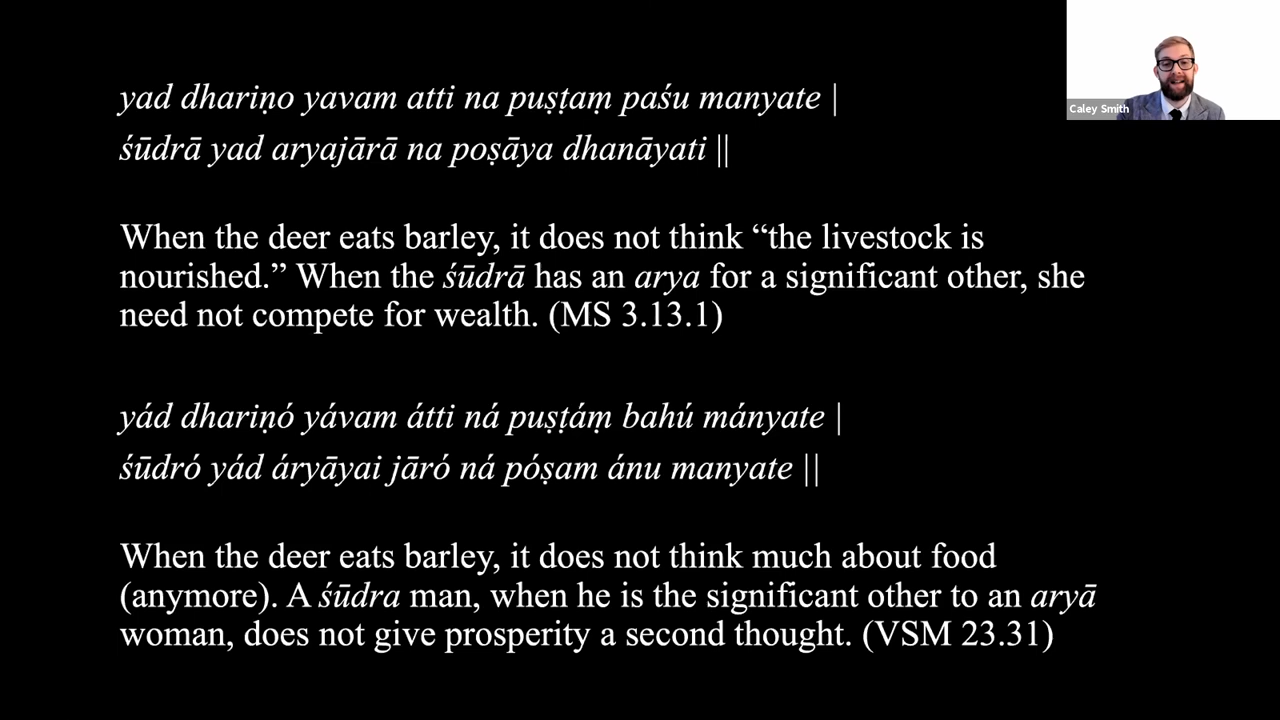 yad dhariṇo yavam atti na puṣṭaṃ paśu manyate |
śūdrā yad aryajārā na poṣāya dhanāyati ||
When the deer eats barley, it does not think “the livestock is
nourished.” When the śūdrā has an arya for a significant other, she
need not compete for wealth. (MS 3.13.1)
yád dhariṇó yávam átti ná puṣṭáṃ bahú mányate |
śūdró yád áryāyai jāró ná póṣam ánu manyate ||
When the deer eats barley, it does not think much about food
(anymore). A śūdra man, when he is the significant other to an aryā
woman, does not give prosperity a second thought. (VSM 23.31)
Caley Smith